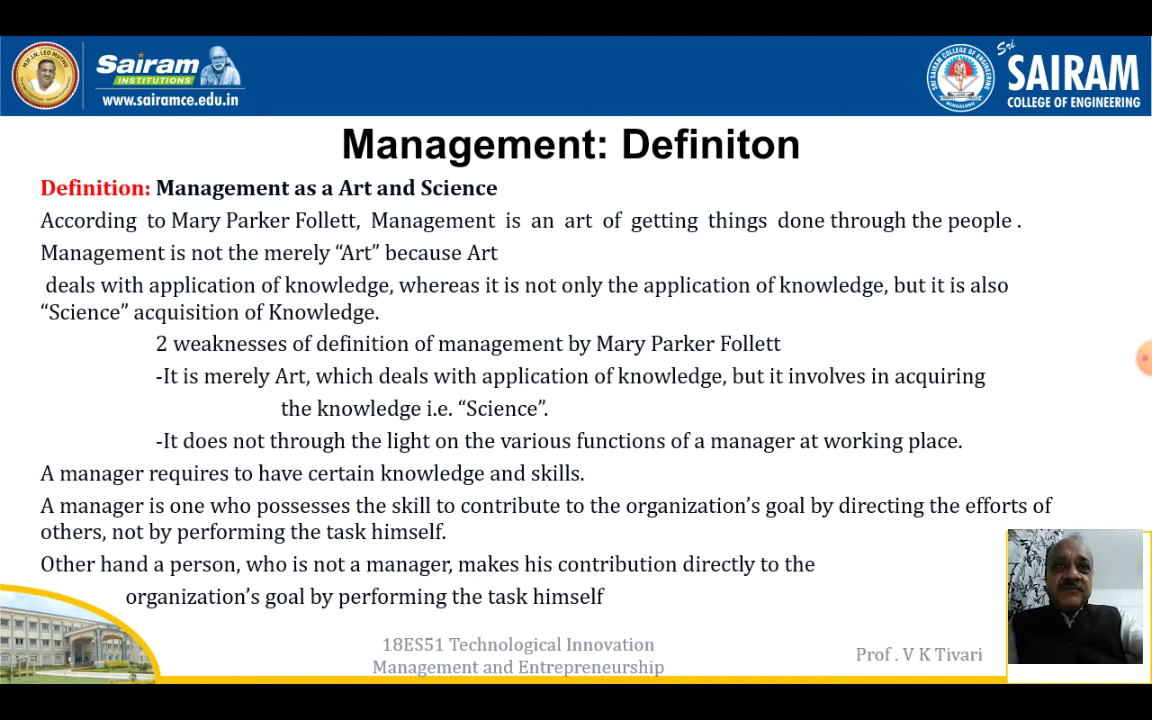 Sairam
INSTITUTIONS
www.sairamce.edu.in
Sri
SAIRAM
COLLEGE OF ENGINEERING
Management: Definiton
Definition: Management as a Art and Science
According to Mary Parker Follett, Management is an art of getting things done through the people .
Management is not the merely “Art” because Art
deals with application of knowledge, whereas it is not only the application of knowledge, but it is also
“Science” acquisition of Knowledge.
2 weaknesses of definition of management by Mary Parker Follett
-It is merely Art, which deals with application of knowledge, but it involves in acquiring
the knowledge i.e. “Science”.
-It does not through the light on the various functions of a manager at working place.
A manager requires to have certain knowledge and skills.
A manager is one who possesses the skill to contribute to the organization’s goal by directing the efforts of
others, not by performing the task himself.
Other hand a person, who is not a manager, makes his contribution directly to the
organization’s goal by performing the task himself
18ES51 Technological Innovation
Management and Entrepreneurship
Prof . V K Tivari